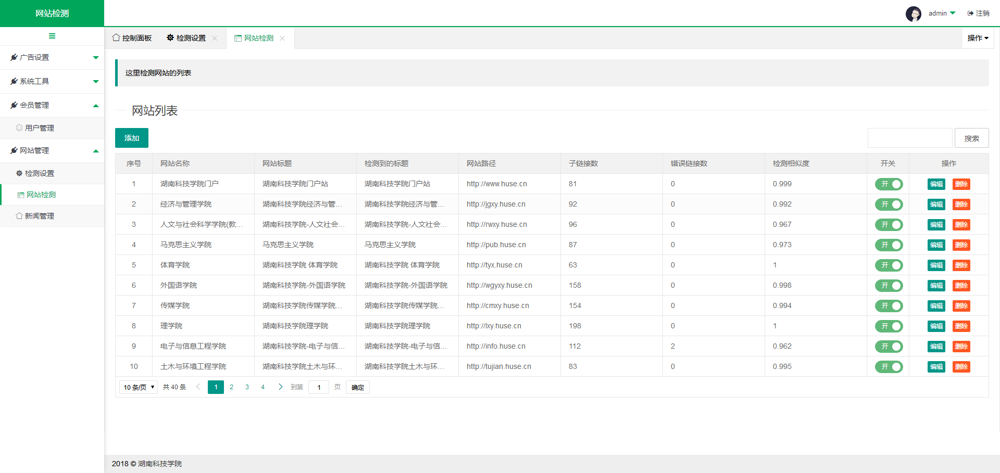 网站检测
admin
注销
广告设置
系统工具
会员管理
用户管理
网站管理
检测设置
网站检测
新闻管理
控制面板 检测设置 网站检测 操作
这里检测网站的列表
网站列表
添加 搜索
序号 网站名称 网站标题 检测到的标题 网站路径 子链接数 错误链接数 检测相似度 开关 操作
1 湖南科技学院门户 湖南科技学院门户站 湖南科技学院门户站 http://www.huse.cn 81 0 0.999 开 编辑 删除
2 经济与管理学院 湖南科技学院经济与管... 湖南科技学院经济与管... http://jgxy.huse.cn 92 0 0.992 开 编辑 删除
3 人文与社会科学学院(教... 湖南科技学院-人文社会... 湖南科技学院-人文社会... http://rwxy.huse.cn 96 0 0.967 开 编辑 删除
4 马克思主义学院 马克思主义学院 马克思主义学院 http://pub.huse.cn 87 0 0.973 开 编辑 删除
5 体育学院 湖南科技学院 体育学院 湖南科技学院 体育学院 http://tyx.huse.cn 63 0 1 开 编辑 删除
6 外国语学院 湖南科技学院-外国语学院 湖南科技学院-外国语学院 http://wgyxy.huse.cn 158 0 0.998 开 编辑 删除
7 传媒学院 湖南科技学院传媒学院... 湖南科技学院传媒学院... http://cmxy.huse.cn 154 0 0.994 开 编辑 删除
8 理学院 湖南科技学院理学院 湖南科技学院理学院 http://lxy.huse.cn 198 0 1 开 编辑 删除
9 电子与信息工程学院 湖南科技学院-电子与信... 湖南科技学院-电子与信... http://info.huse.cn 112 2 0.962 开 编辑 删除
10 土木与环境工程学院 湖南科技学院土木与环... 湖南科技学院土木与环... http://tujian.huse.cn 83 0 0.995 开 编辑 删除
10 条/页 共 40 条 1 2 3 4 到第 1 页 确定
2018 © 湖南科技学院